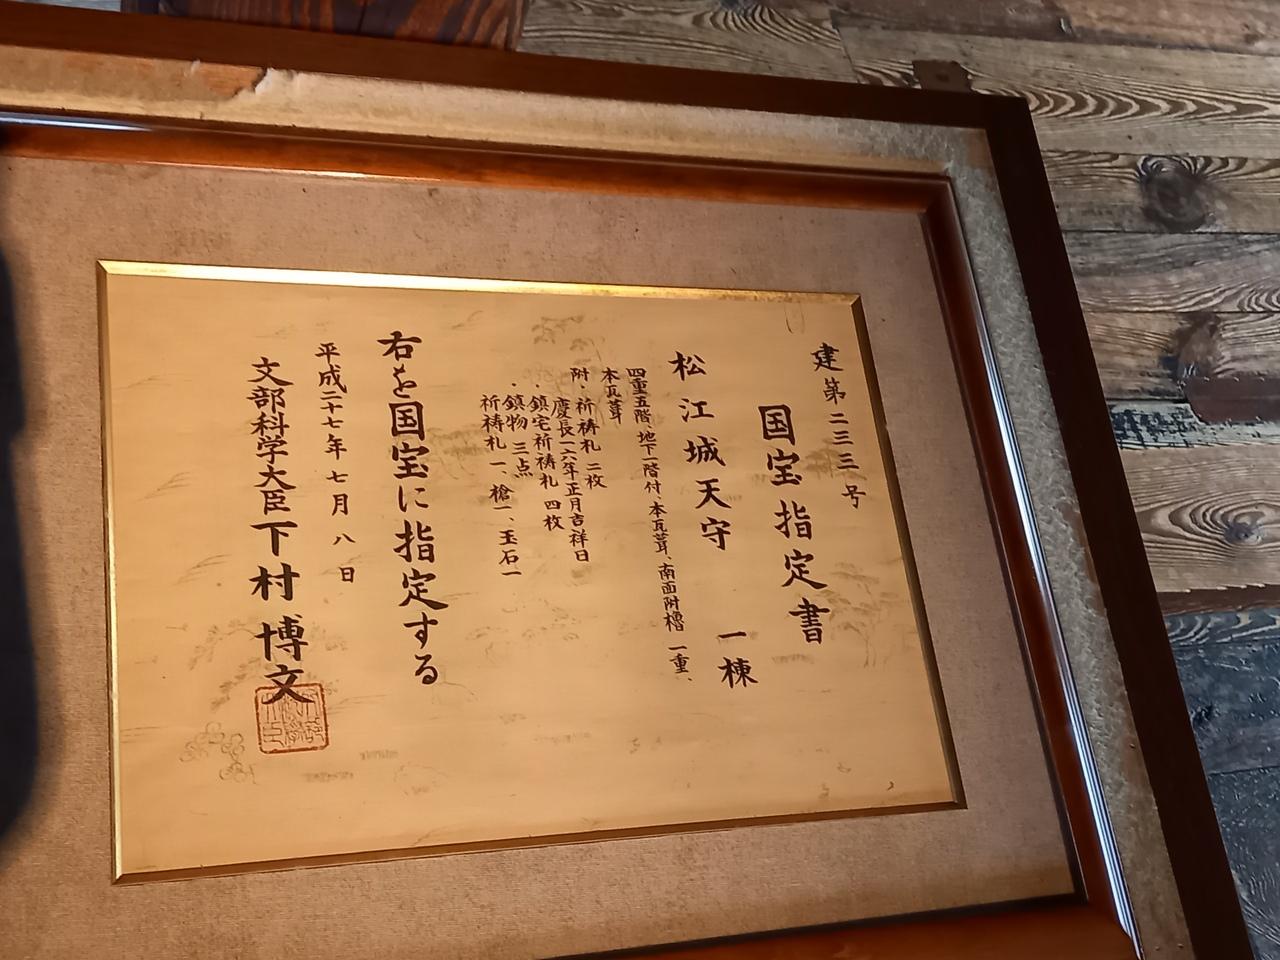 建第二三三号
国宝指定書
松江城天守 一棟
四重五階、地下一階付、本瓦葺、南面附櫓 一重、
本瓦葺
附・祈祷札 二枚
慶長一六年正月吉祥日
・鎮宅祈祷札 四枚
・鎮物 三点
祈祷札一、槍一、玉石一
右を国宝に指定する
平成二十七年七月八日
文部科学大臣下村博文